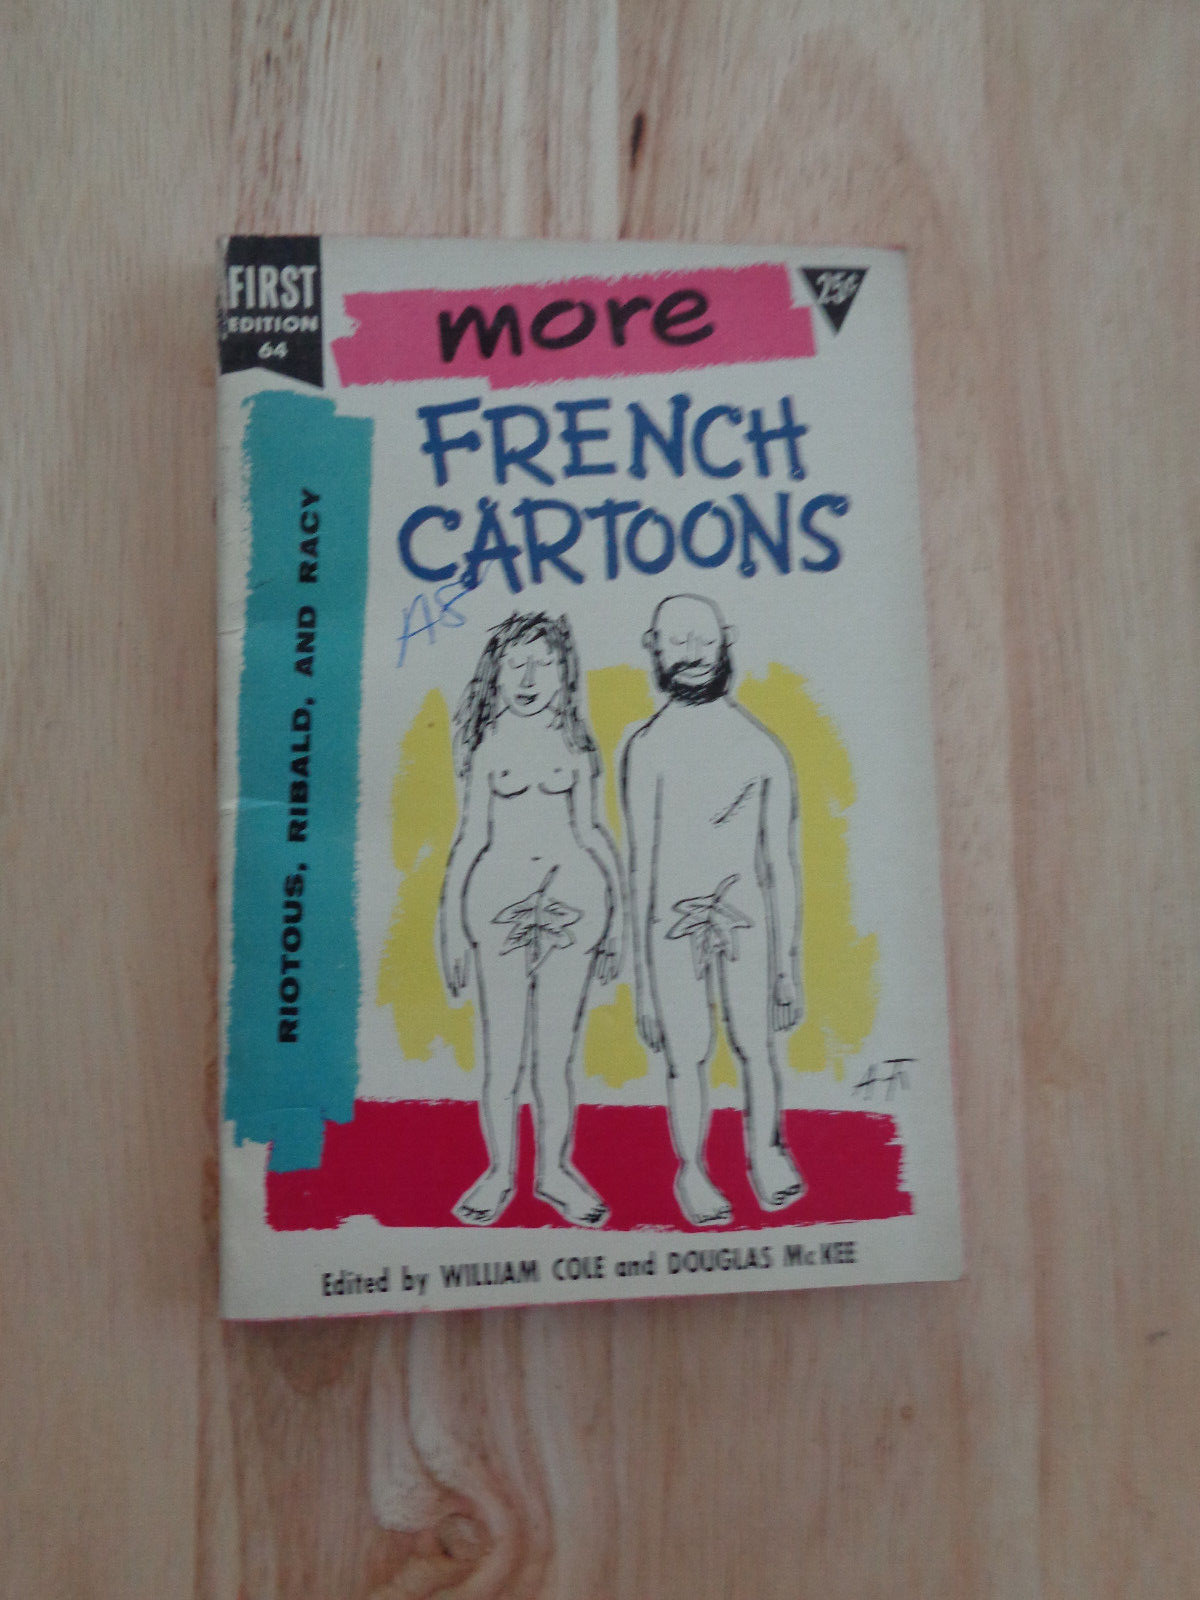 FIRST
EDITION
64
more
25¢
FRENCH
CARTOONS
RIOTOUS, RIBALD, AND RACY
Edited by WILLIAM COLE and DOUGLAS McKEE